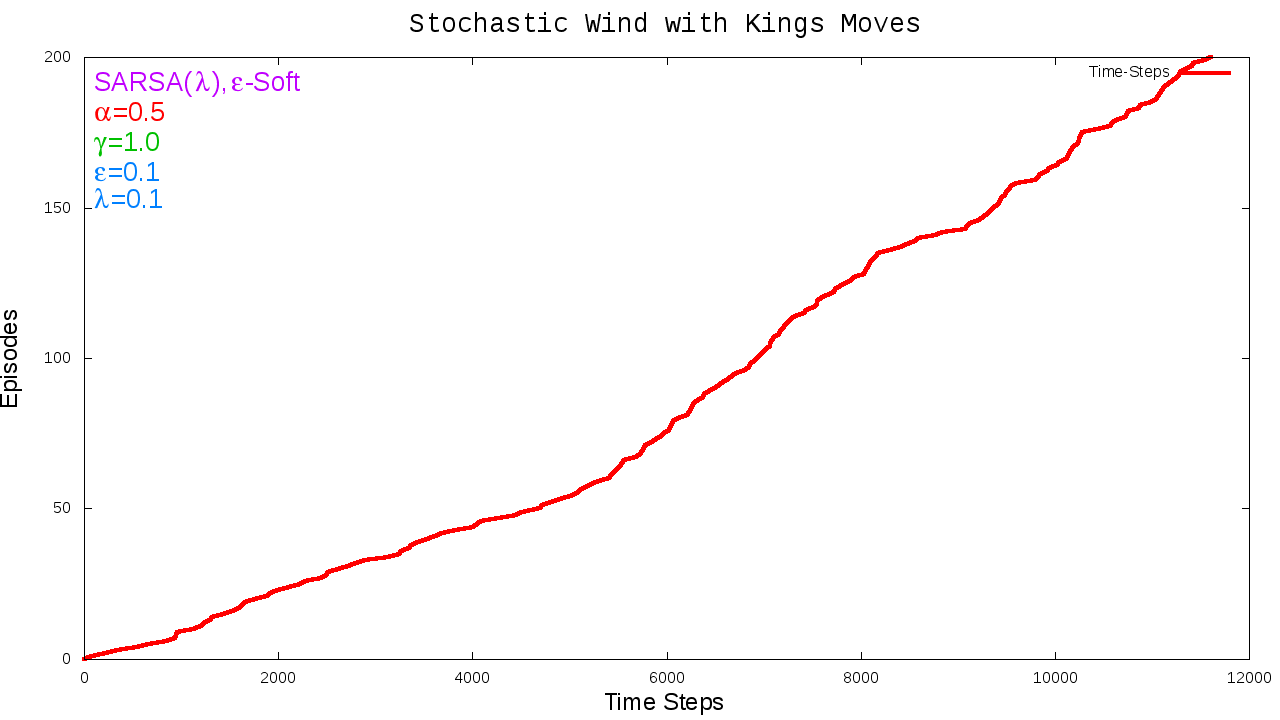 Stochastic Wind with Kings Moves
SARSA(λ), ε-Soft
α=0.5
γ=1.0
ε=0.1
λ=0.1
Time-Steps
200
150
100
50
0
Episodes
0 2000 4000 6000 8000 10000 12000
Time Steps